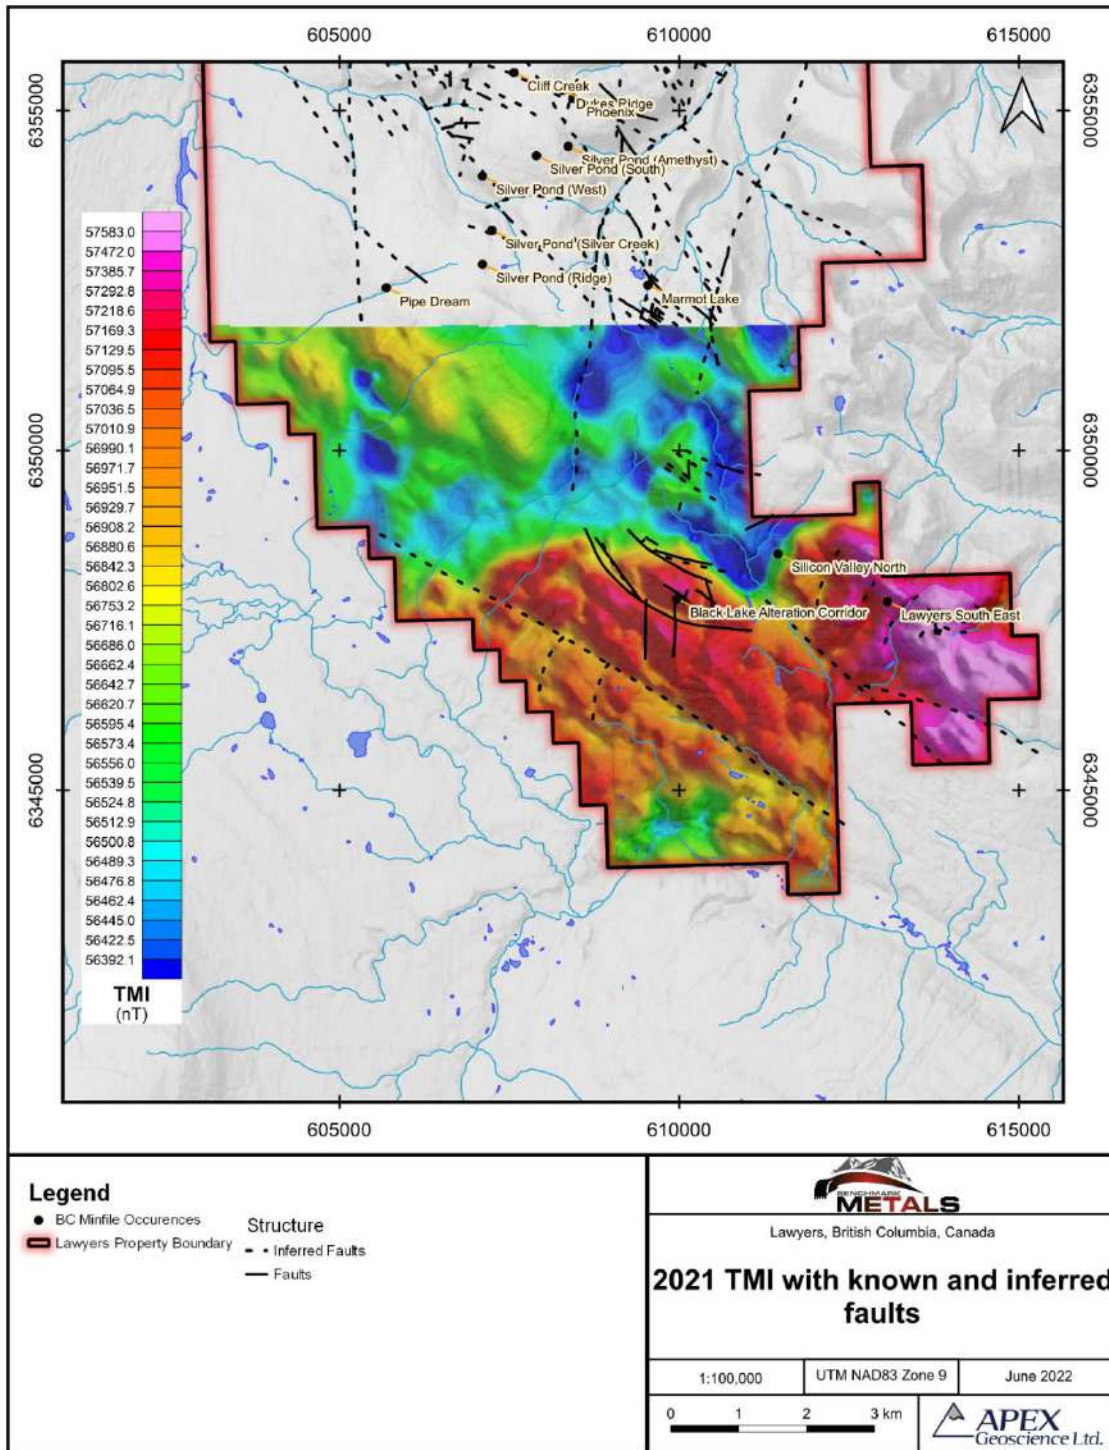 605000 610000 615000
6355000
6355000
Cliff Creek
Dukes Ridge
Phoenix
Silver Pond (Amethyst)
Silver Pond (South)
Silver Pond (West)
Silver Pond (Silver Creek)
Silver Pond (Ridge)
Pipe Dream
Marmot Lake
57583.0
57472.0
57385.7
57292.8
57218.6
57169.3
57129.5
57095.5
57064.9
57036.5
57010.9
56990.1
56971.7
56951.5
56929.7
56908.2
56880.6
56842.3
56802.6
56753.2
56716.1
56686.0
56662.4
56642.7
56620.7
56595.4
56573.4
56556.0
56539.5
56524.8
56512.9
56500.8
56489.3
56476.8
56462.4
56445.0
56422.5
56392.1
TMI
(nT)
6350000
6350000
Silicon Valley North
Black Lake Alteration Corridor
Lawyers South East
6345000
6345000
605000 610000 615000
Legend
BC Minfile Occurences
Lawyers Property Boundary
Structure
Inferred Faults
Faults
BENCHMARK
METALS
Lawyers, British Columbia, Canada
2021 TMI with known and inferred
faults
1:100,000 UTM NAD83 Zone 9 June 2022
0 1 2 3 km
APEX
Geoscience Ltd.